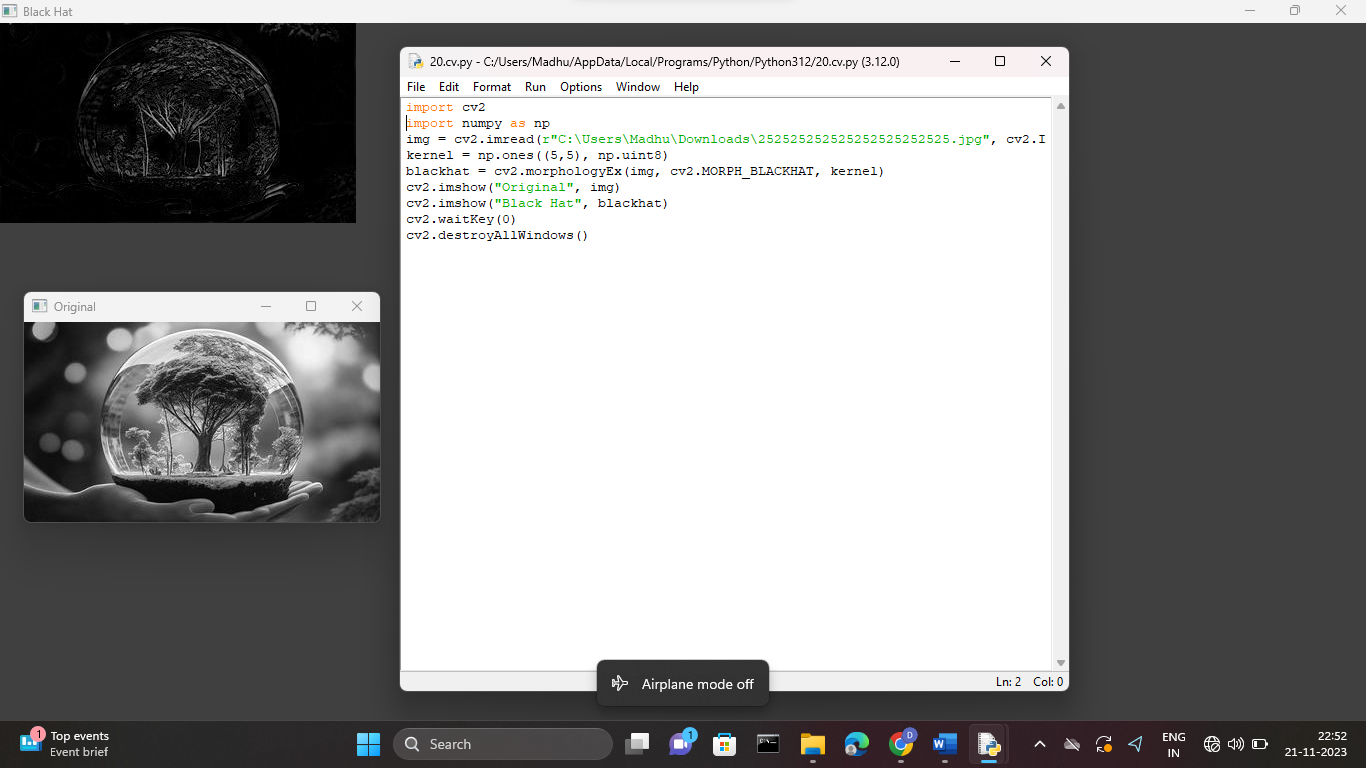 Black Hat
20.cv.py - C:/Users/Madhu/AppData/Local/Programs/Python/Python312/20.cv.py (3.12.0)
File Edit Format Run Options Window Help
import cv2
import numpy as np
img = cv2.imread(r"C:\Users\Madhu\Downloads\252525252525252525252525.jpg", cv2.I
kernel = np.ones((5,5), np.uint8)
blackhat = cv2.morphologyEx(img, cv2.MORPH_BLACKHAT, kernel)
cv2.imshow("Original", img)
cv2.imshow("Black Hat", blackhat)
cv2.waitKey(0)
cv2.destroyAllWindows()
Original
Ln: 2 Col: 0
Airplane mode off
1
Top events
Event brief
Search
1
D
ENG
IN
22:52
21-11-2023